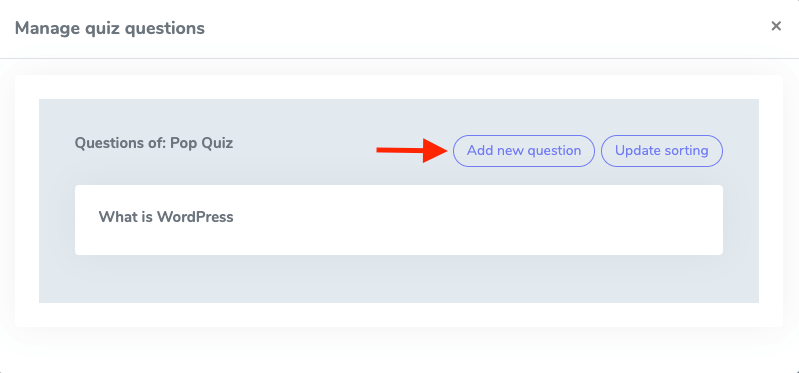 Manage quiz questions ×
Questions of: Pop Quiz Add new question Update sorting
What is WordPress